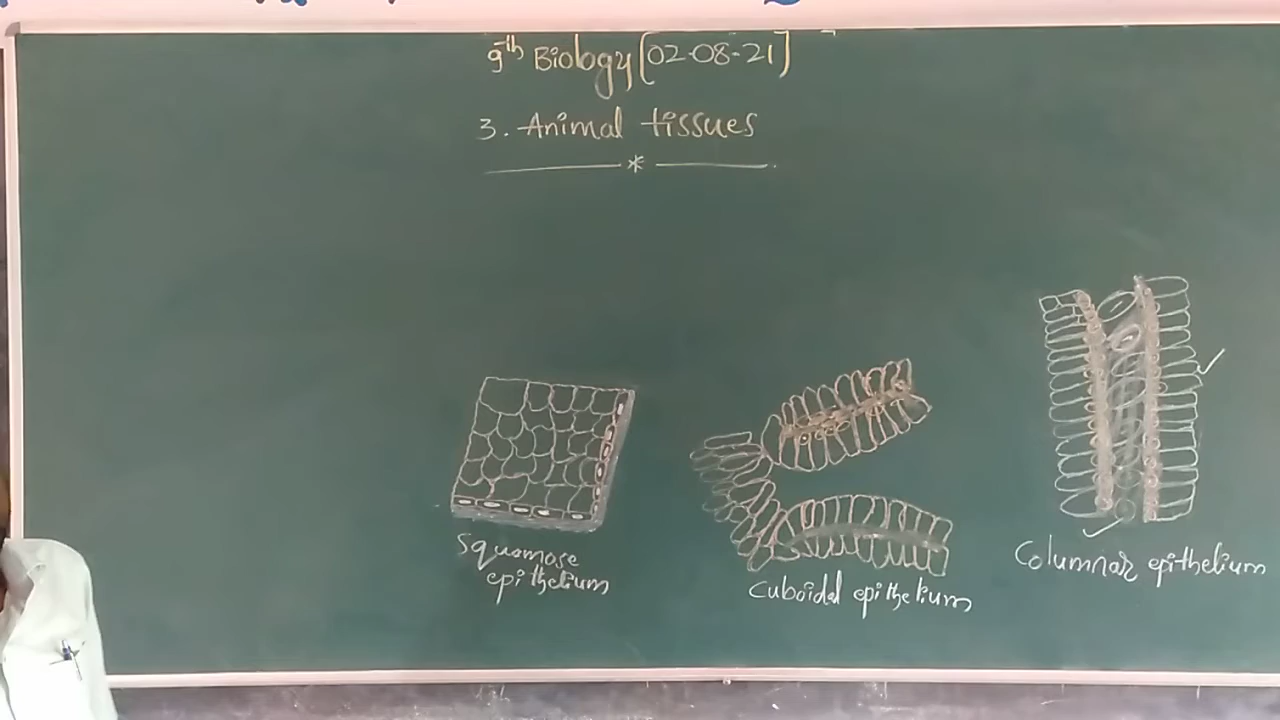 9th Biology [02-08-21]
3. Animal tissues
squamose
epithelium
cuboidal epithelium
Columnar epithelium